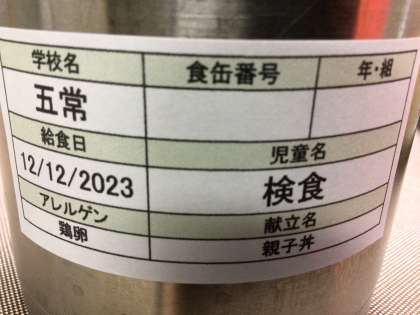 学校名 食缶番号 年・組
五常
給食日 児童名
12/12/2023 検食
アレルゲン 献立名
鶏卵 親子丼